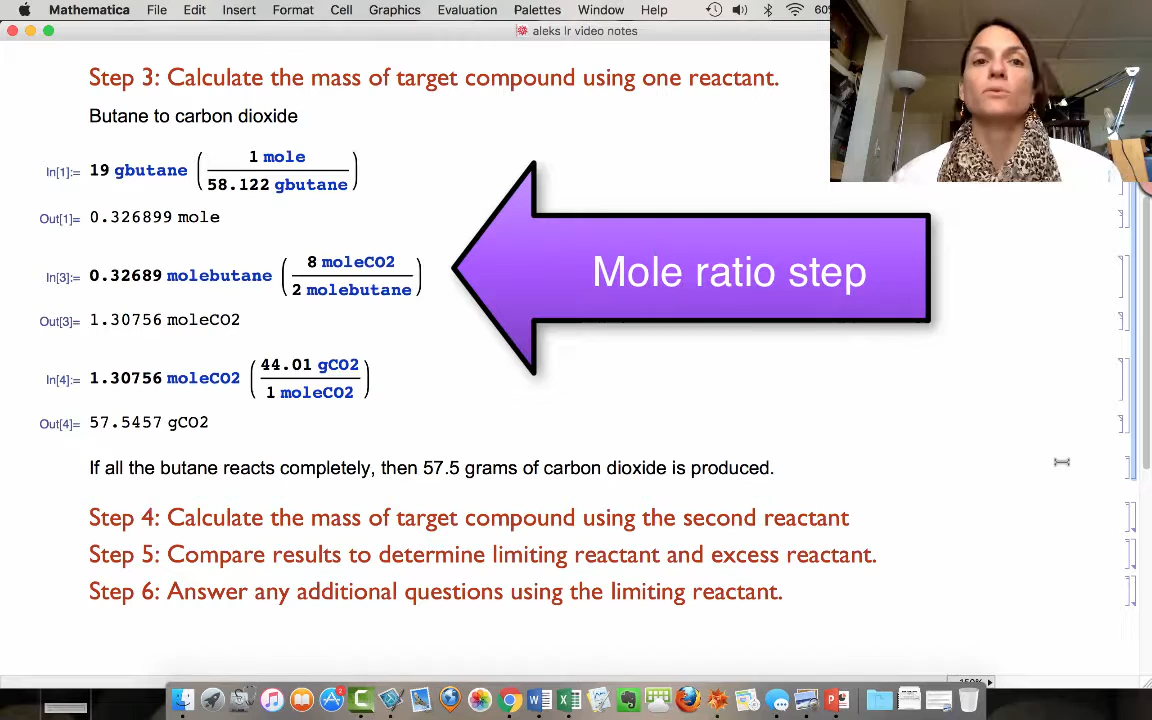 Mathematica File Edit Insert Format Cell Graphics Evaluation Palettes Window Help 60%
aleks lr video notes
Step 3: Calculate the mass of target compound using one reactant.
Butane to carbon dioxide
In[1]:= 19 gbutane (1 mole / 58.122 gbutane)
Out[1]= 0.326899 mole
In[3]:= 0.32689 molebutane (8 moleCO2 / 2 molebutane)
Mole ratio step
Out[3]= 1.30756 moleCO2
In[4]:= 1.30756 moleCO2 (44.01 gCO2 / 1 moleCO2)
Out[4]= 57.5457 gCO2
If all the butane reacts completely, then 57.5 grams of carbon dioxide is produced.
Step 4: Calculate the mass of target compound using the second reactant
Step 5: Compare results to determine limiting reactant and excess reactant.
Step 6: Answer any additional questions using the limiting reactant.